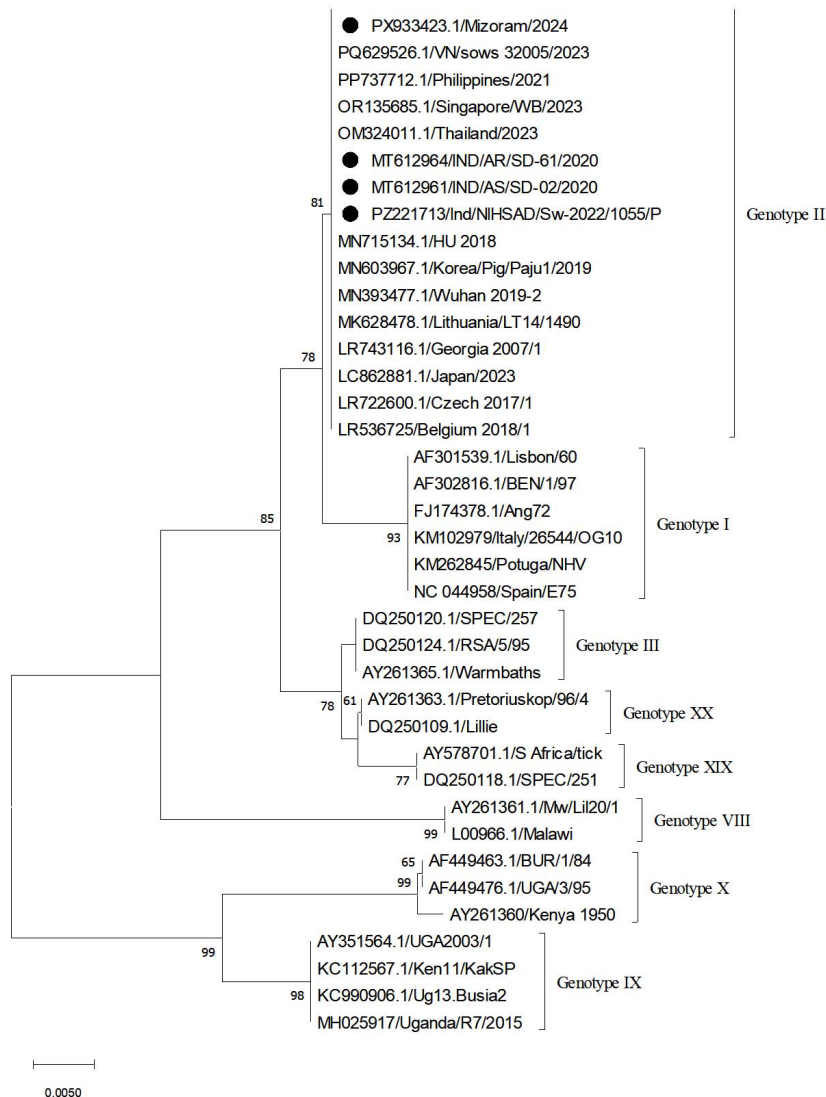 PX933423.1/Mizoram/2024
PQ629526.1/VN/sows 32005/2023
PP737712.1/Philippines/2021
OR135685.1/Singapore/WB/2023
OM324011.1/Thailand/2023
MT612964/IND/AR/SD-61/2020
MT612961/IND/AS/SD-02/2020
81
PZ221713/Ind/NIHSAD/Sw-2022/1055/P
Genotype II
MN715134.1/HU 2018
MN603967.1/Korea/Pig/Paju1/2019
MN393477.1/Wuhan 2019-2
MK628478.1/Lithuania/LT14/1490
LR743116.1/Georgia 2007/1
78
LC862881.1/Japan/2023
LR722600.1/Czech 2017/1
LR536725/Belgium 2018/1
AF301539.1/Lisbon/60
AF302816.1/BEN/1/97
FJ174378.1/Ang72
Genotype I
85
93
KM102979/Italy/26544/OG10
KM262845/Potuga/NHV
NC 044958/Spain/E75
DQ250120.1/SPEC/257
DQ250124.1/RSA/5/95
Genotype III
AY261365.1/Warmbaths
78
61
AY261363.1/Pretoriuskop/96/4
Genotype XX
DQ250109.1/Lillie
AY578701.1/S Africa/tick
Genotype XIX
77
DQ250118.1/SPEC/251
AY261361.1/Mw/Lil20/1
Genotype VIII
99
L00966.1/Malawi
65
AF449463.1/BUR/1/84
99
AF449476.1/UGA/3/95
Genotype X
AY261360/Kenya 1950
99
AY351564.1/UGA2003/1
KC112567.1/Ken11/KakSP
Genotype IX
98
KC990906.1/Ug13.Busia2
MH025917/Uganda/R7/2015
0.0050